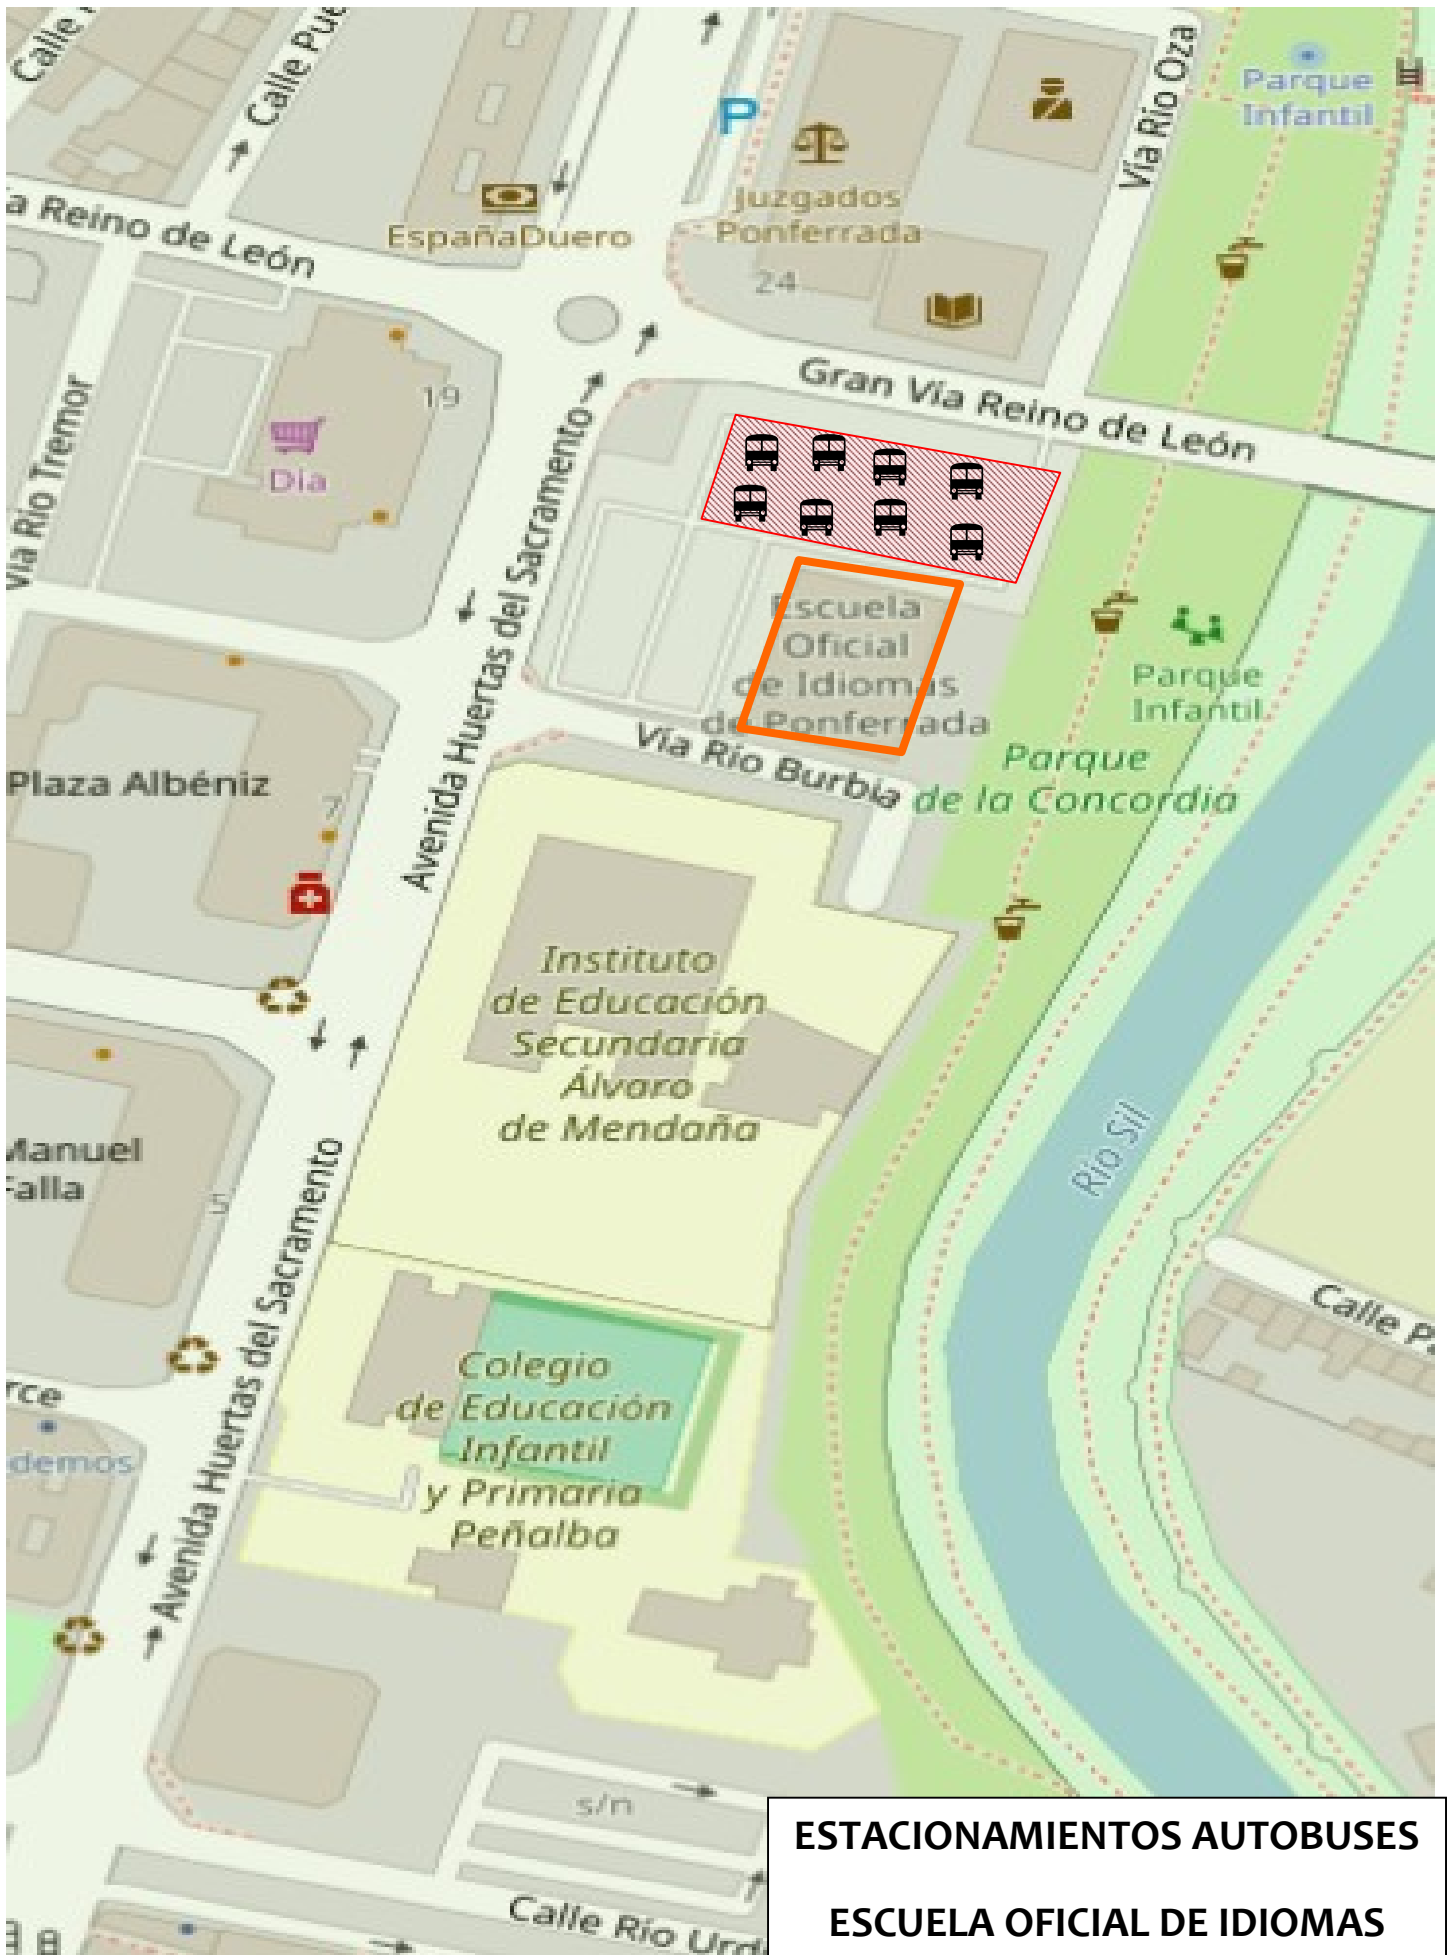 Calle
Calle Pue
Vía Río Oza
Parque
Infantil
P
Juzgados
Ponferrada
24
EspañaDuero
a Reino de León
Gran Vía Reino de León
19
Dia
Vía Río Tremor
Avenida Huertas del Sacramento
Escuela
Oficial
de Idiomas
de Ponferrada
Parque
Infantil
Vía Río Burbia
Parque
de la Concordia
Plaza Albéniz
7
Instituto
de Educación
Secundaria
Álvaro
de Mendaña
Manuel
Falla
5
Río Sil
Avenida Huertas del Sacramento
Calle P
Colegio
de Educación
Infantil
y Primaria
Peñalba
rce
demos
s/n
Calle Río Urd
ESTACIONAMIENTOS AUTOBUSES
ESCUELA OFICIAL DE IDIOMAS